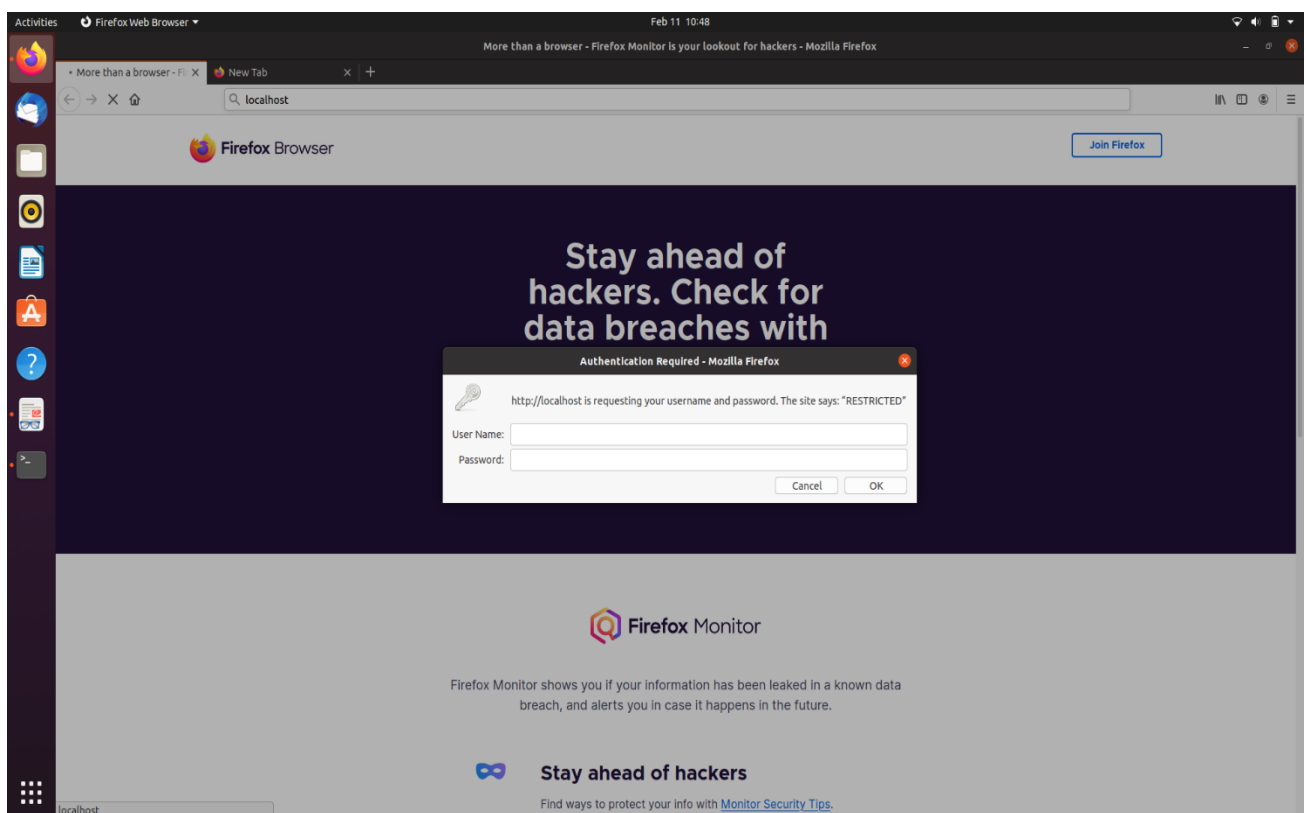 Activities Firefox Web Browser Feb 11 10:48
More than a browser - Firefox Monitor is your lookout for hackers - Mozilla Firefox
• More than a browser - Fi New Tab
localhost
Firefox Browser
Join Firefox
Stay ahead of
hackers. Check for
data breaches with
Authentication Required - Mozilla Firefox
http://localhost is requesting your username and password. The site says: “RESTRICTED”
User Name:
Password:
Cancel OK
Firefox Monitor
Firefox Monitor shows you if your information has been leaked in a known data
breach, and alerts you in case it happens in the future.
Stay ahead of hackers
Find ways to protect your info with Monitor Security Tips.
localhost